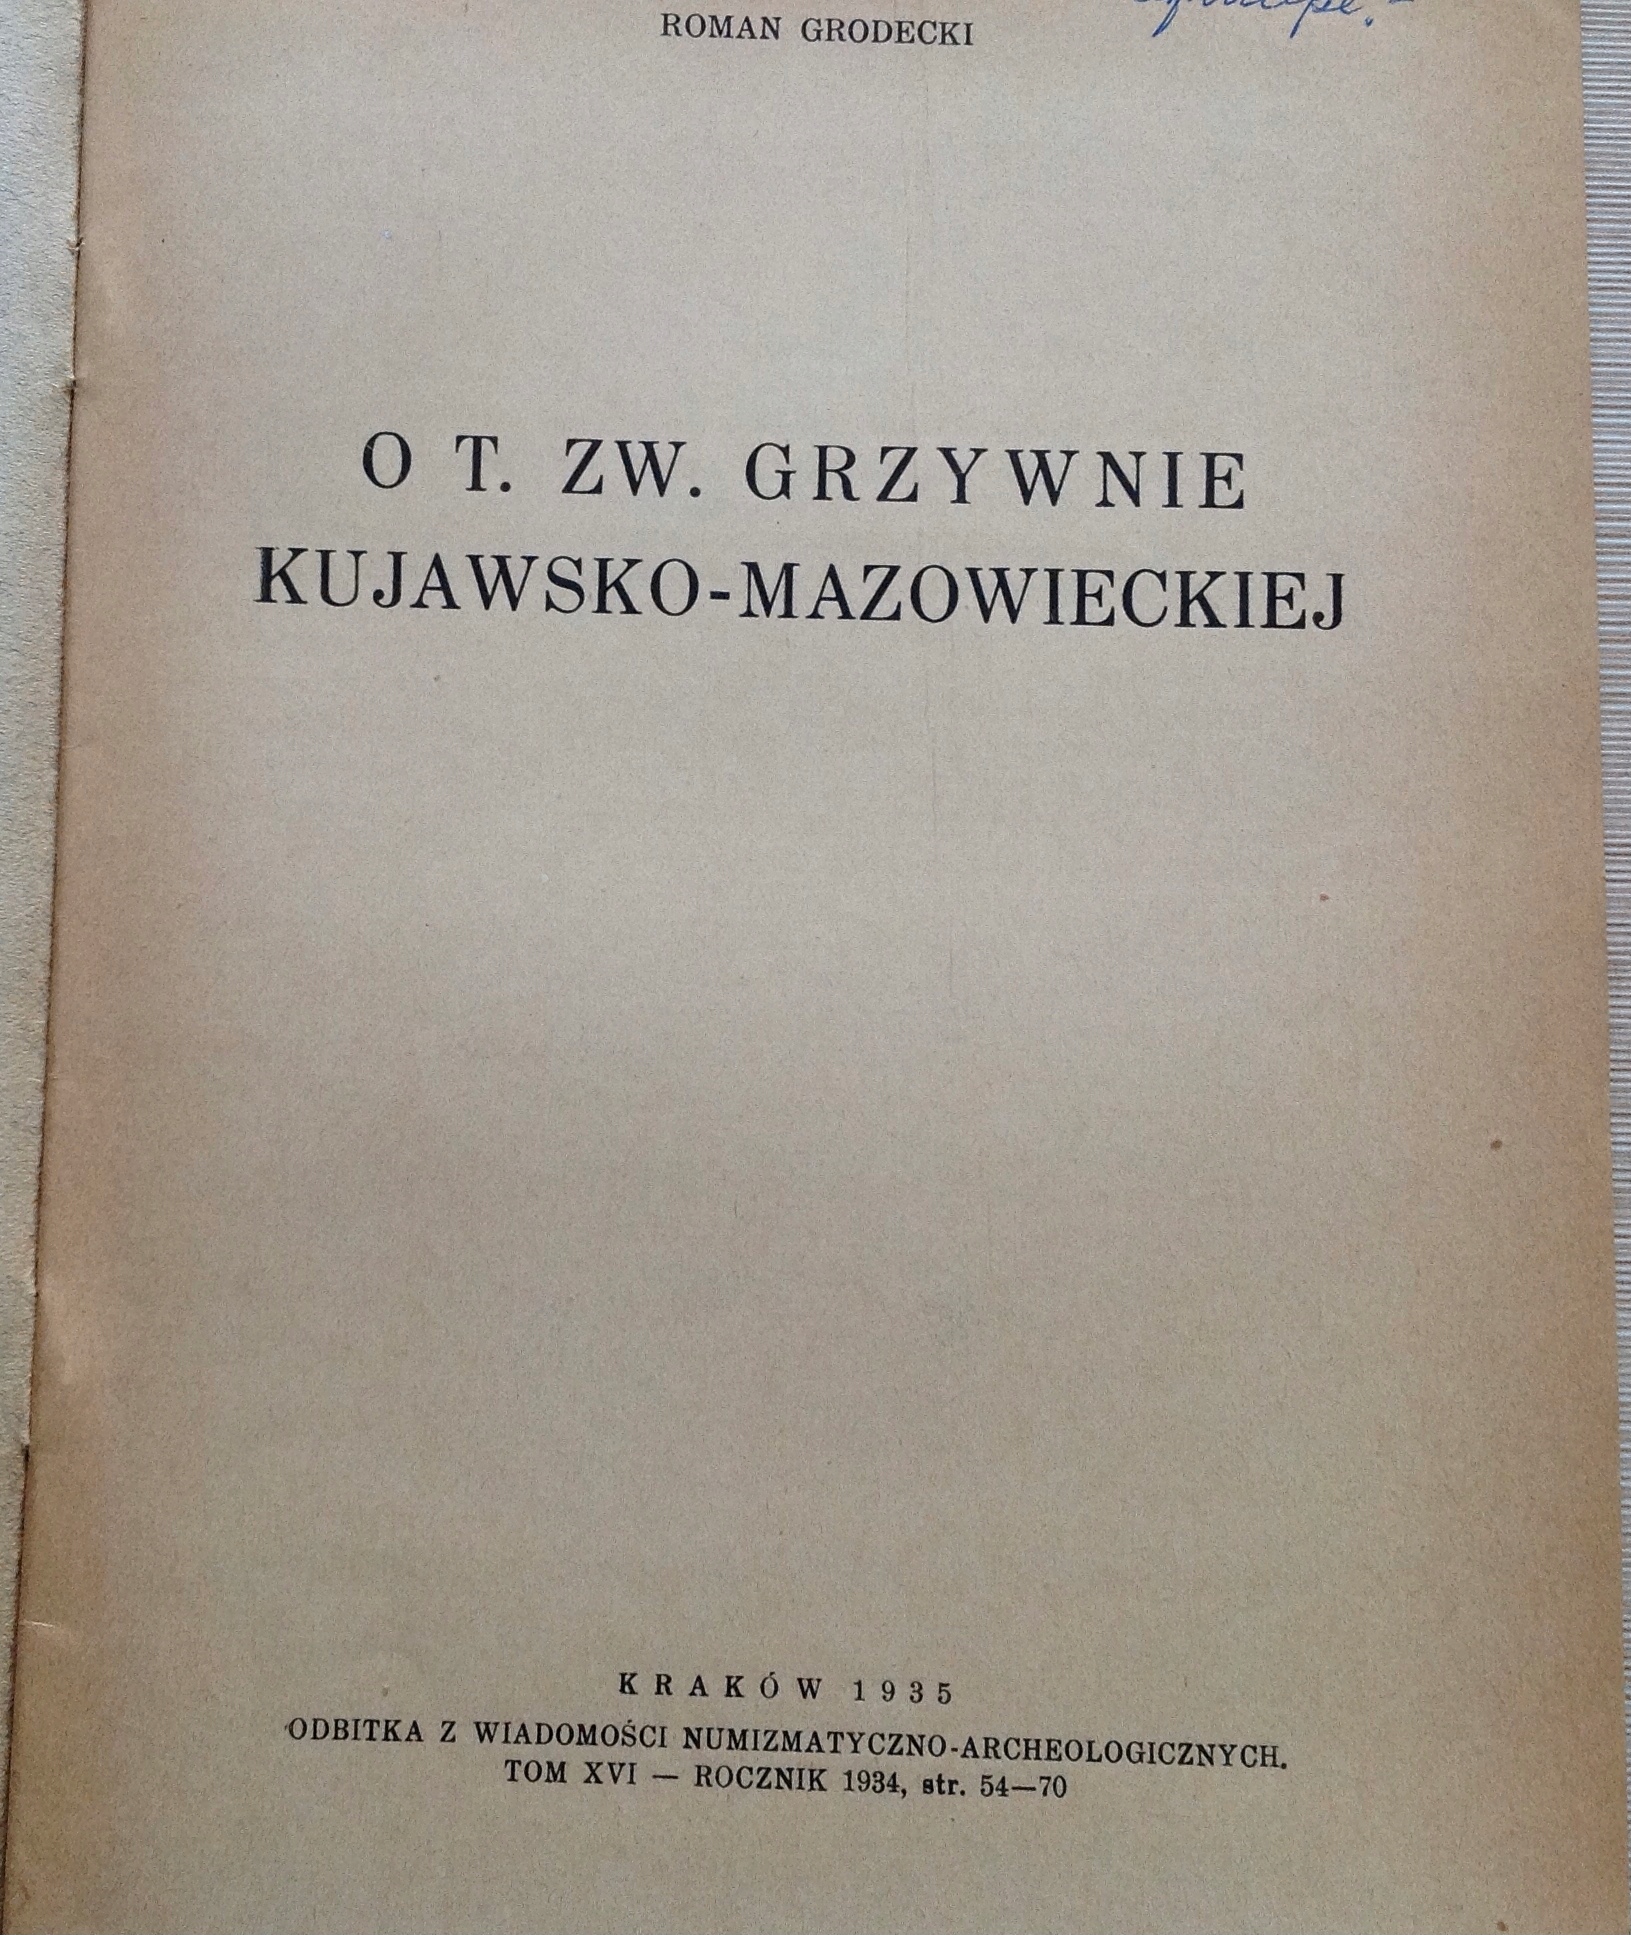 ROMAN GRODECKI
O T. ZW. GRZYWNIE
KUJAWSKO-MAZOWIECKIEJ
KRAKÓW 1935
ODBITKA Z WIADOMOŚCI NUMIZMATYCZNO-ARCHEOLOGICZNYCH.
TOM XVI — ROCZNIK 1934, str. 54—70